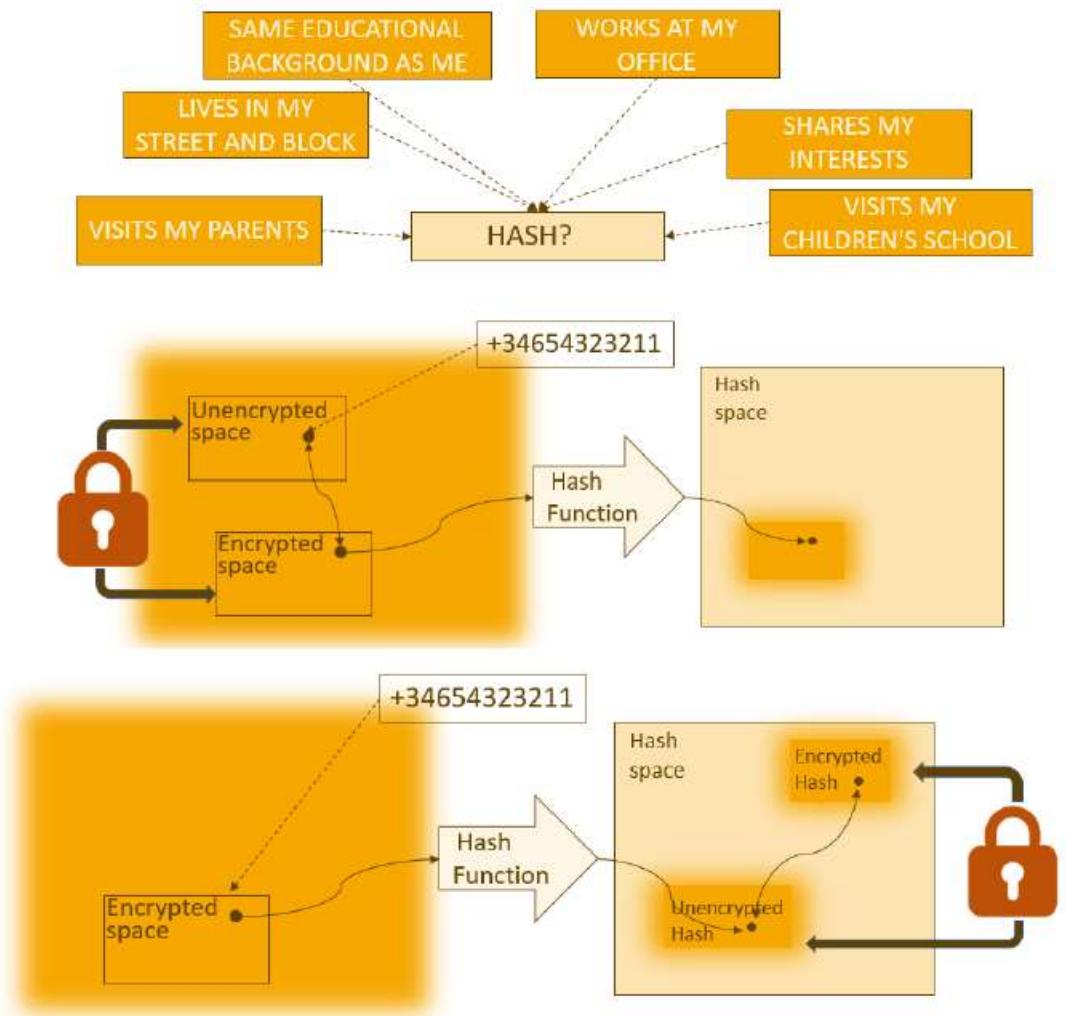 SAME EDUCATIONAL
BACKGROUND AS ME
WORKS AT MY
OFFICE
LIVES IN MY
STREET AND BLOCK
SHARES MY
INTERESTS
VISITS MY PARENTS
HASH?
VISITS MY
CHILDREN'S SCHOOL
+34654323211
Unencrypted
space
Hash
space
Hash
Function
Encrypted
space
+34654323211
Hash
space
Encrypted
Hash
Hash
Function
Encrypted
space
Unencrypted
Hash